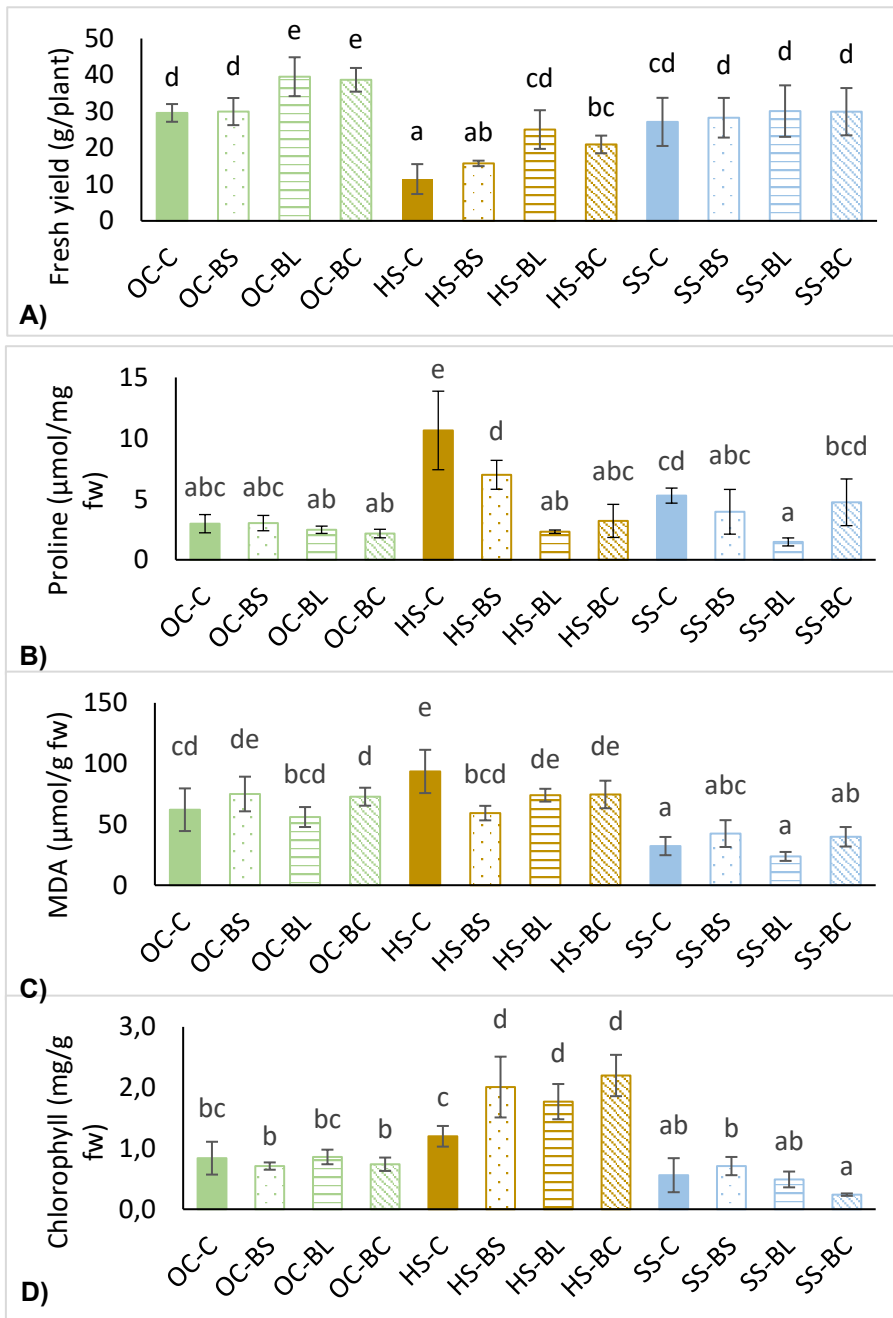 50
40
30
20
10
0
Fresh yield (g/plant)
d d e e a ab cd bc cd d d d
OC-C OC-BS OC-BL OC-BC HS-C HS-BS HS-BL HS-BC SS-C SS-BS SS-BL SS-BC
A)
15
10
5
0
Proline (µmol/mg
fw)
abc abc ab ab e d ab abc cd abc a bcd
OC-C OC-BS OC-BL OC-BC HS-C HS-BS HS-BL HS-BC SS-C SS-BS SS-BL SS-BC
B)
150
100
50
0
MDA (µmol/g fw)
cd de bcd d e bcd de de a abc a ab
OC-C OC-BS OC-BL OC-BC HS-C HS-BS HS-BL HS-BC SS-C SS-BS SS-BL SS-BC
C)
3,0
2,0
1,0
0,0
Chlorophyll (mg/g
fw)
bc b bc b c d d d ab b ab a
OC-C OC-BS OC-BL OC-BC HS-C HS-BS HS-BL HS-BC SS-C SS-BS SS-BL SS-BC
D)